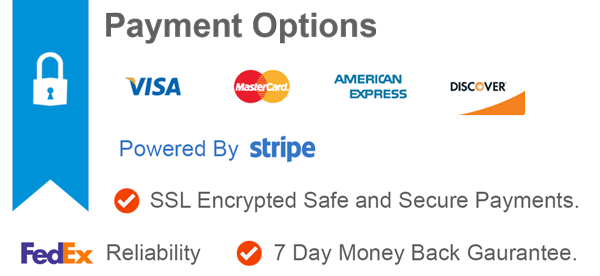 Payment Options
VISA MasterCard AMERICAN EXPRESS DISCOVER
Powered By stripe
SSL Encrypted Safe and Secure Payments.
FedEx Reliability 7 Day Money Back Gaurantee.